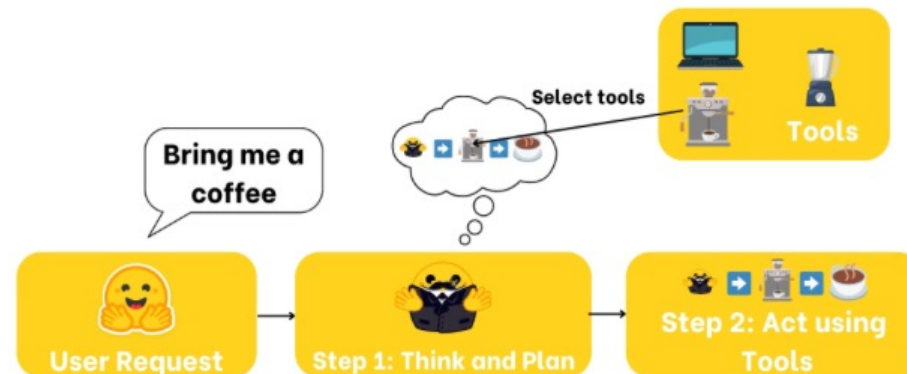 Select tools
Tools
Bring me a
coffee
User Request
Step 1: Think and Plan
Step 2: Act using
Tools